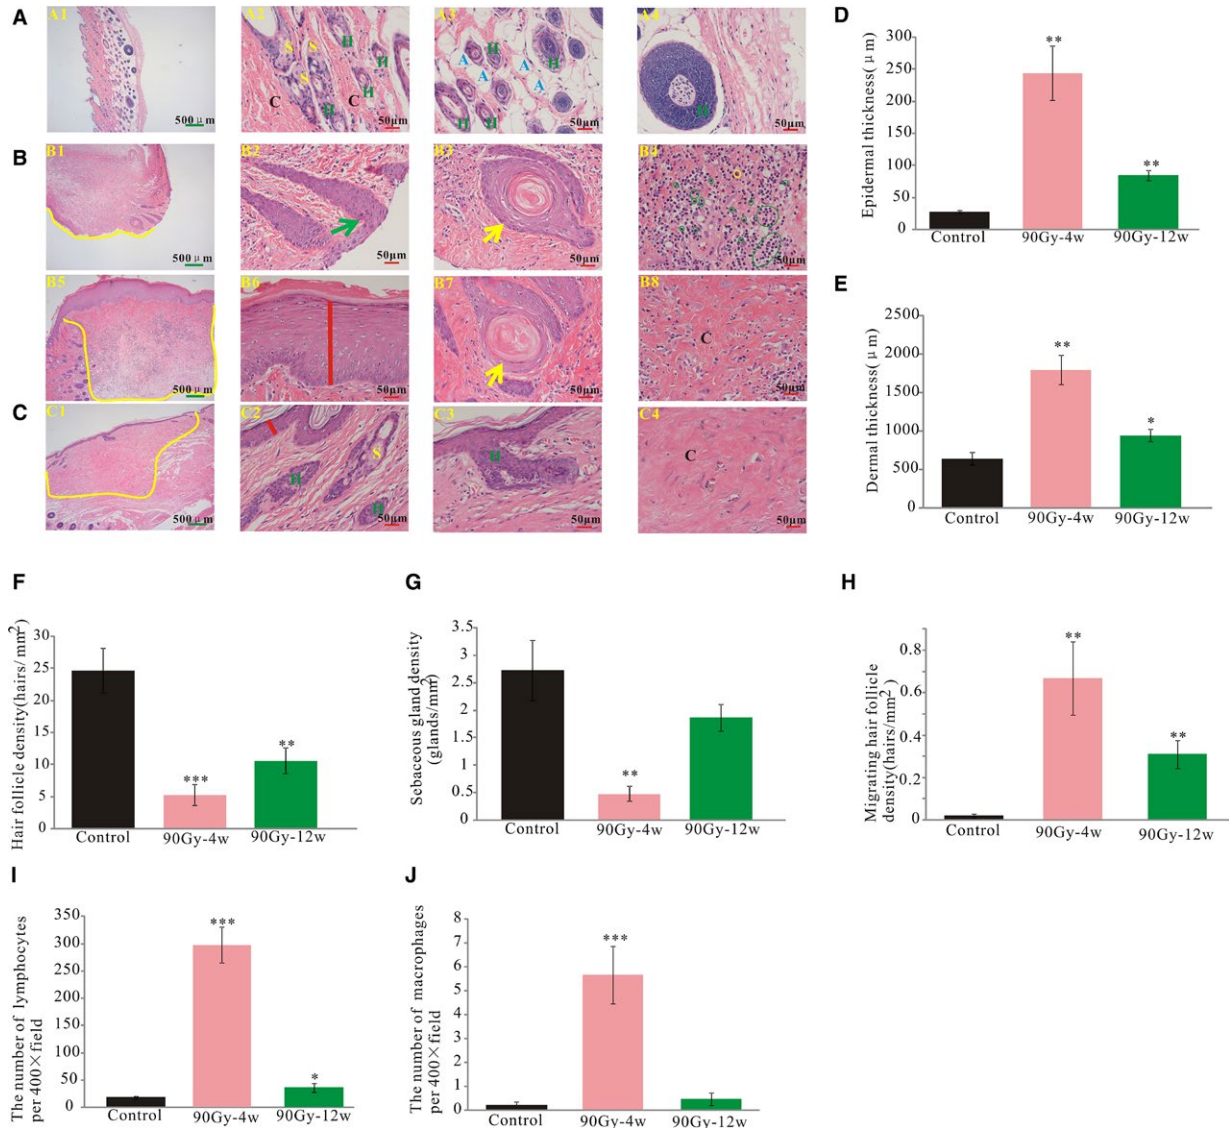 A
A1
500μm
A2
S
S
S
H
H
H
H
C
C
50μm
A3
H
H
H
H
A
A
A
A
A
50μm
A4
H
50μm
B
B1
500μm
B2
50μm
B3
50μm
B4
50μm
B5
500μm
B6
50μm
B7
50μm
B8
C
50μm
C
C1
500μm
C2
H
S
H
50μm
C3
H
50μm
C4
C
50μm
D
Epidermal thickness(μm)
300
250
200
150
100
50
0
**
**
Control
90Gy-4w
90Gy-12w
E
Dermal thickness(μm)
2500
2000
1500
1000
500
0
**
*
Control
90Gy-4w
90Gy-12w
F
Hair follicle density(hairs/mm²)
30
25
20
15
10
5
0
***
**
Control
90Gy-4w
90Gy-12w
G
Sebaceous gland density
(glands/mm²)
3.5
3
2.5
2
1.5
1
0.5
0
**
Control
90Gy-4w
90Gy-12w
H
Migrating hair follicle
density(hairs/mm²)
0.8
0.6
0.4
0.2
0
**
**
Control
90Gy-4w
90Gy-12w
I
The number of lymphocytes
per 400×field
350
300
250
200
150
100
50
0
***
*
Control
90Gy-4w
90Gy-12w
J
The number of macrophages
per 400×field
8
7
6
5
4
3
2
1
0
***
Control
90Gy-4w
90Gy-12w